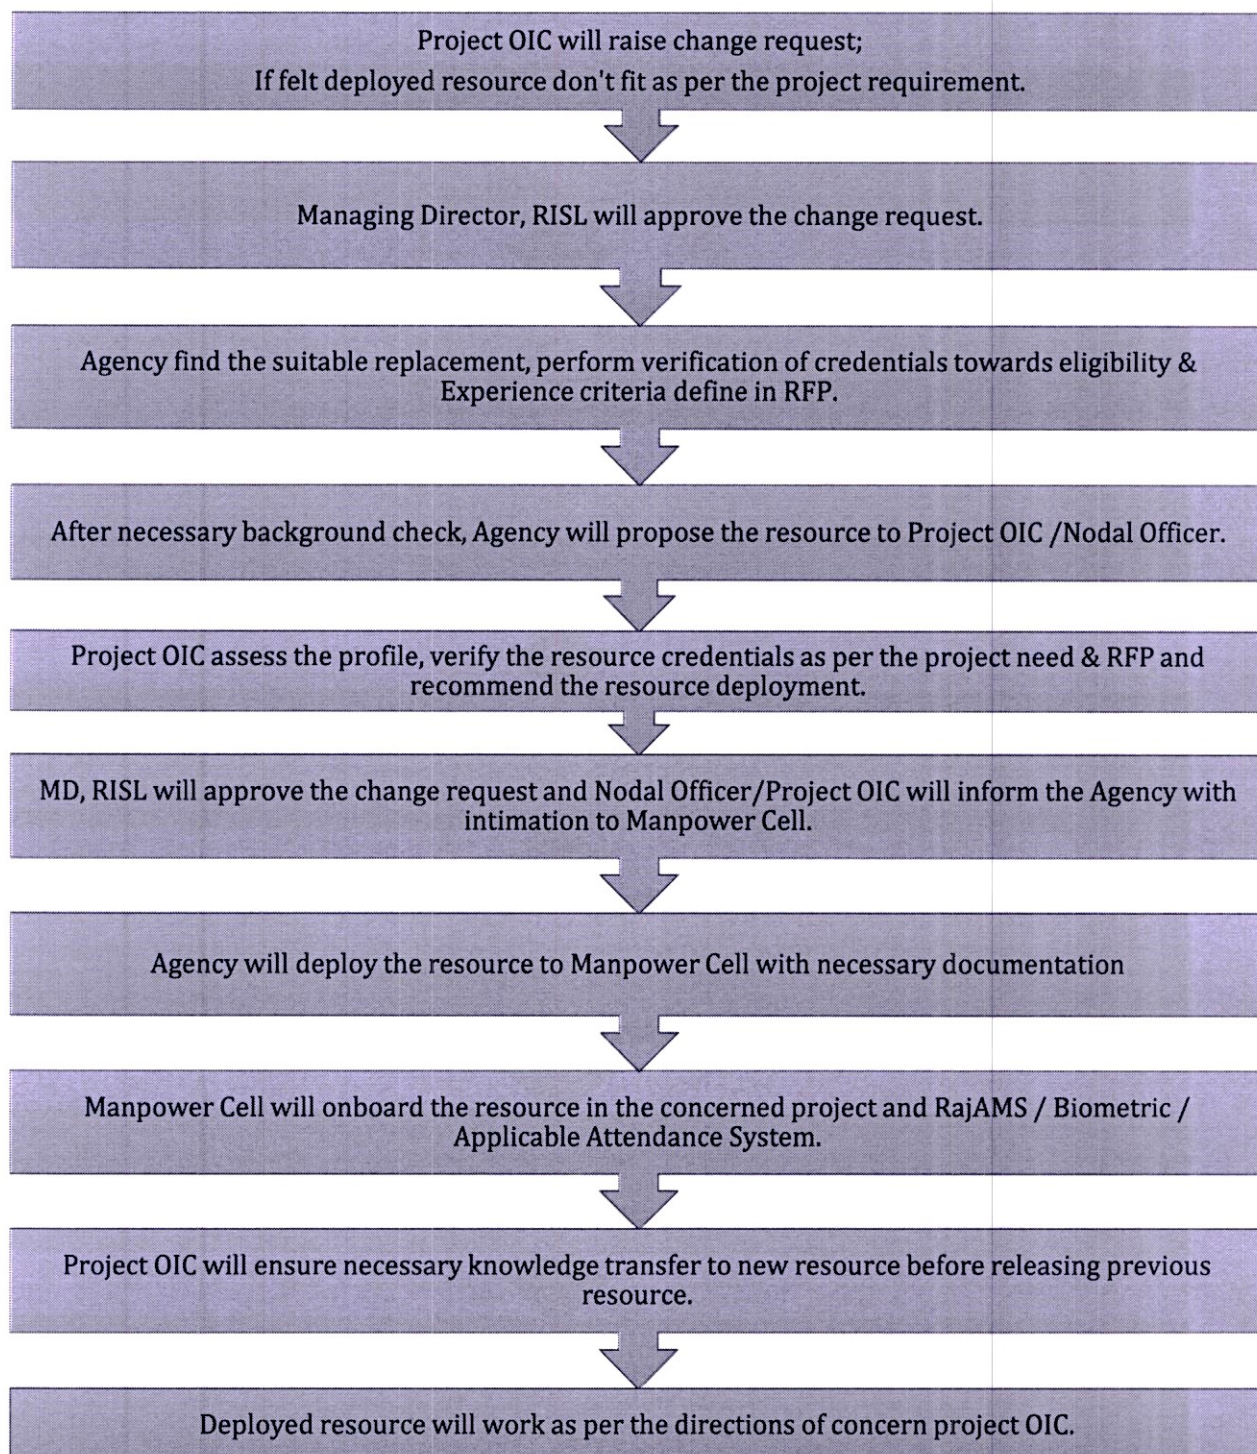 Project OIC will raise change request;
If felt deployed resource don't fit as per the project requirement.
Managing Director, RISL will approve the change request.
Agency find the suitable replacement, perform verification of credentials towards eligibility &
Experience criteria define in RFP.
After necessary background check, Agency will propose the resource to Project OIC /Nodal Officer.
Project OIC assess the profile, verify the resource credentials as per the project need & RFP and
recommend the resource deployment.
MD, RISL will approve the change request and Nodal Officer/Project OIC will inform the Agency with
intimation to Manpower Cell.
Agency will deploy the resource to Manpower Cell with necessary documentation
Manpower Cell will onboard the resource in the concerned project and RajAMS / Biometric /
Applicable Attendance System.
Project OIC will ensure necessary knowledge transfer to new resource before releasing previous
resource.
Deployed resource will work as per the directions of concern project OIC.